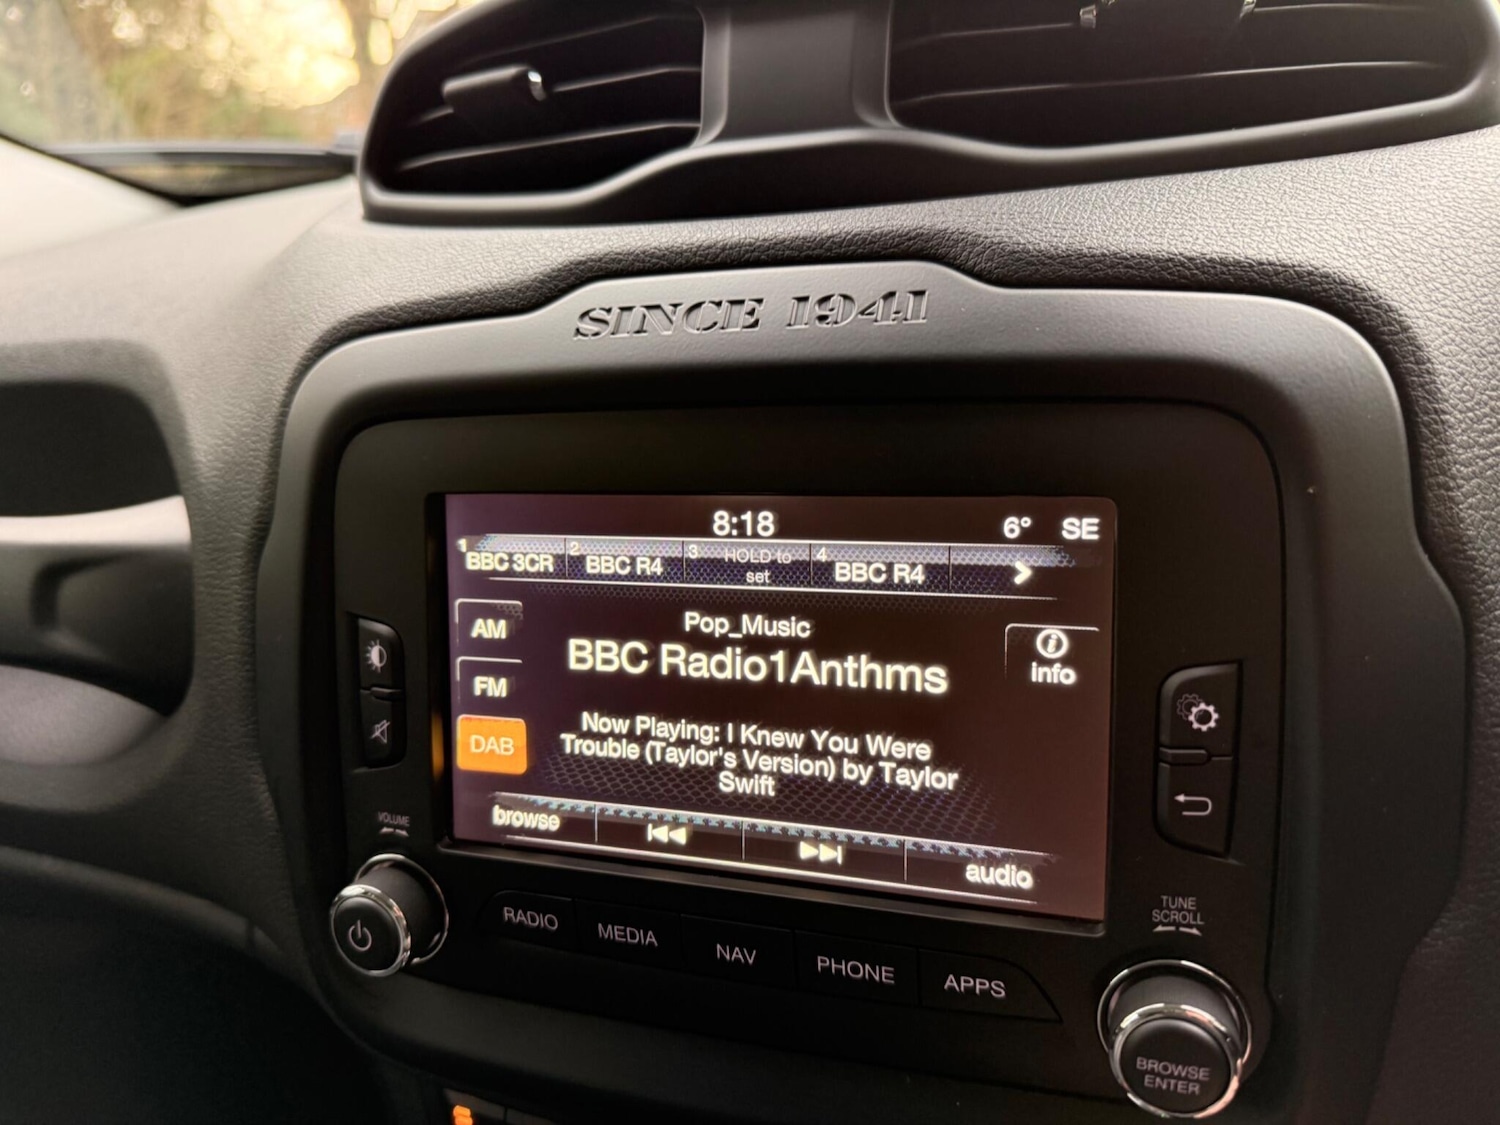 SINCE 1941
8:18
6° SE
1 BBC 3CR
2 BBC R4
3 HOLD to
set
4 BBC R4
AM
FM
DAB
Pop_Music
BBC Radio1Anthms
info
Now Playing: I Knew You Were
Trouble (Taylor's Version) by Taylor
Swift
browse
audio
VOLUME
RADIO
MEDIA
NAV
PHONE
APPS
TUNE
SCROLL
BROWSE
ENTER